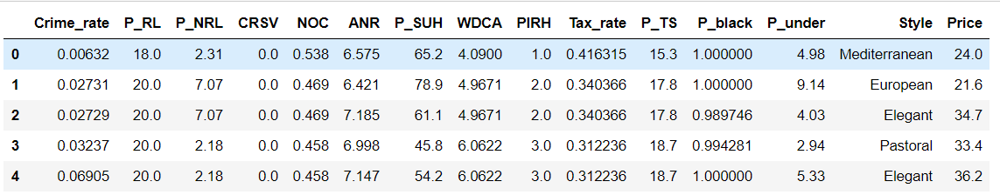 Crime_rate P_RL P_NRL CRSV NOC ANR P_SUH WDCA PIRH Tax_rate P_TS P_black P_under Style Price
0 0.00632 18.0 2.31 0.0 0.538 6.575 65.2 4.0900 1.0 0.416315 15.3 1.000000 4.98 Mediterranean 24.0
1 0.02731 20.0 7.07 0.0 0.469 6.421 78.9 4.9671 2.0 0.340366 17.8 1.000000 9.14 European 21.6
2 0.02729 20.0 7.07 0.0 0.469 7.185 61.1 4.9671 2.0 0.340366 17.8 0.989746 4.03 Elegant 34.7
3 0.03237 20.0 2.18 0.0 0.458 6.998 45.8 6.0622 3.0 0.312236 18.7 0.994281 2.94 Pastoral 33.4
4 0.06905 20.0 2.18 0.0 0.458 7.147 54.2 6.0622 3.0 0.312236 18.7 1.000000 5.33 Elegant 36.2